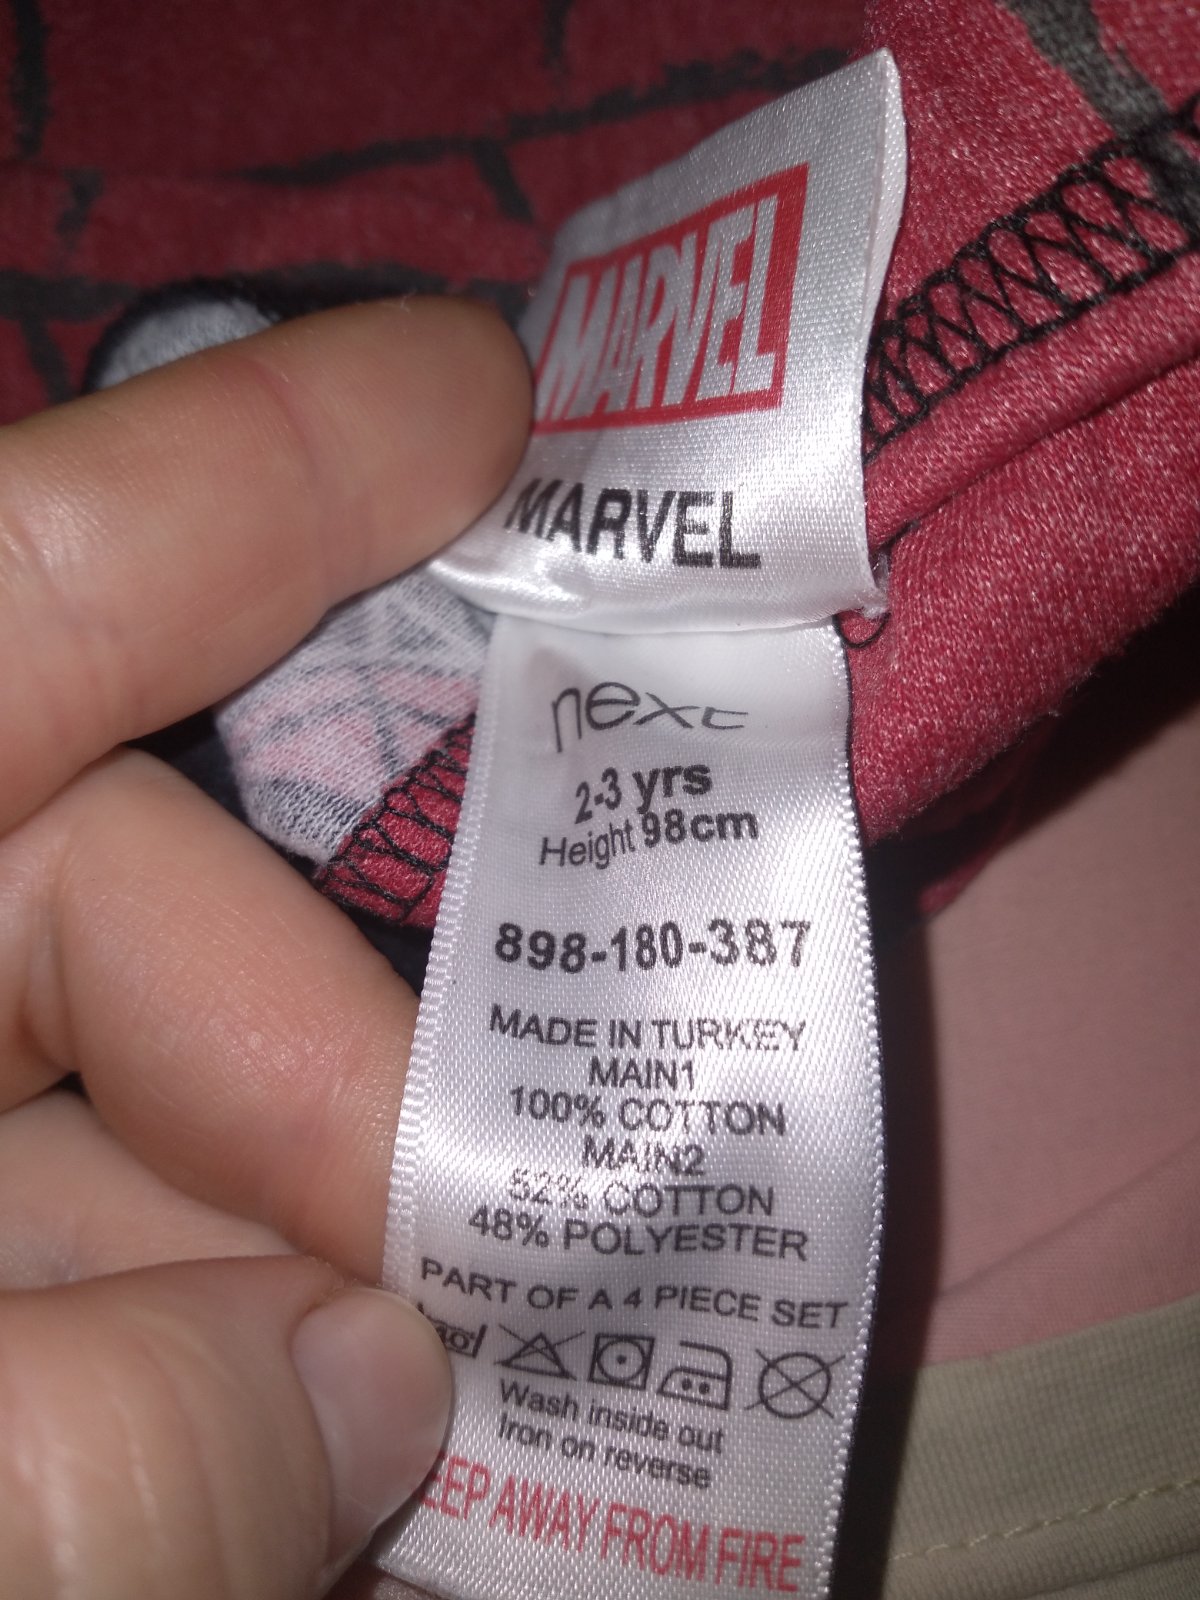 MARVEL
MARVEL
next
2-3 yrs
Height 98cm
898-180-387
MADE IN TURKEY
MAIN1
100% COTTON
MAIN2
52% COTTON
48% POLYESTER
PART OF A 4 PIECE SET
Wash inside out
Iron on reverse
EEP AWAY FROM FIRE